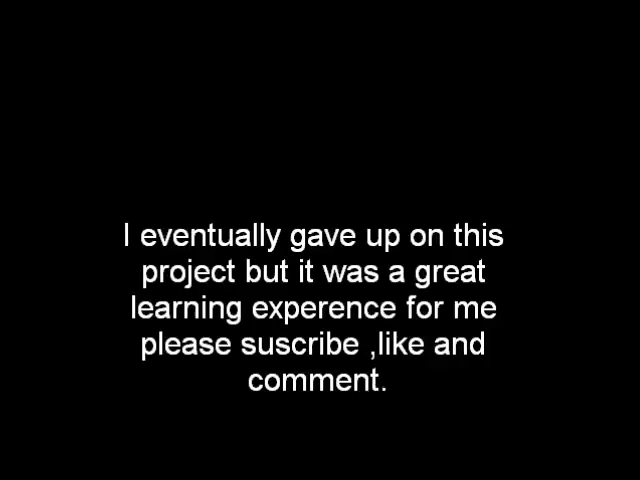 I eventually gave up on this
project but it was a great
learning experence for me
please suscribe ,like and
comment.